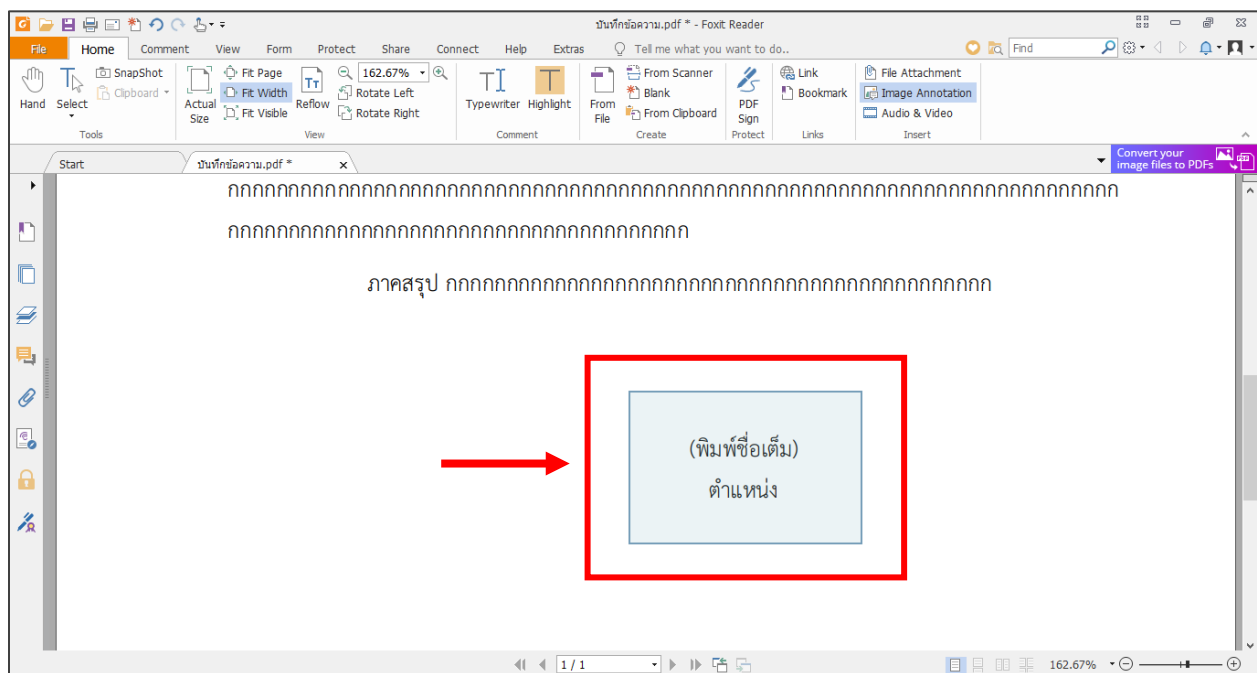 บันทึกข้อความ.pdf * - Foxit Reader
File Home Comment View Form Protect Share Connect Help Extras Tell me what you want to do.. Find
Hand
Select
SnapShot
Clipboard
Tools
Actual Size
Fit Page
Fit Width
Fit Visible
Reflow
162.67%
Rotate Left
Rotate Right
View
Typewriter
Highlight
Comment
From File
From Scanner
Blank
From Clipboard
Create
PDF Sign
Protect
Link
Bookmark
Links
File Attachment
Image Annotation
Audio & Video
Insert
Start
บันทึกข้อความ.pdf * x
Convert your
image files to PDFs
กกกกกกกกกกกกกกกกกกกกกกกกกกกกกกกกกกกกกกกกกกกกกกกกกกกกกกกกกกกกกกกกกกกกกกกกก
กกกกกกกกกกกกกกกกกกกกกกกกกกกกกกกกกกกกกก
ภาคสรุป กกกกกกกกกกกกกกกกกกกกกกกกกกกกกกกกกกกกกกกกกกกกก
(พิมพ์ชื่อเต็ม)
ตำแหน่ง
1 / 1
162.67%